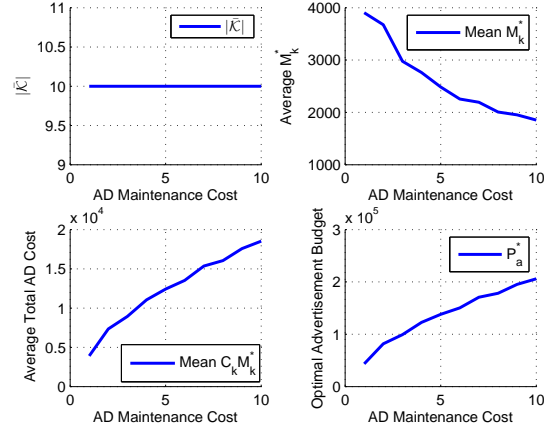 11
10.5
10
9.5
9
0
5
10
|K̄|
AD Maintenance Cost
|K̄|
4000
3000
2000
1000
0
5
10
Average M*k
AD Maintenance Cost
Mean M*k
x 10^4
2
1.5
1
0.5
0
0
5
10
Average Total AD Cost
AD Maintenance Cost
Mean CkM*k
x 10^5
3
2
1
0
0
5
10
Optimal Advertisement Budget
AD Maintenance Cost
P*a